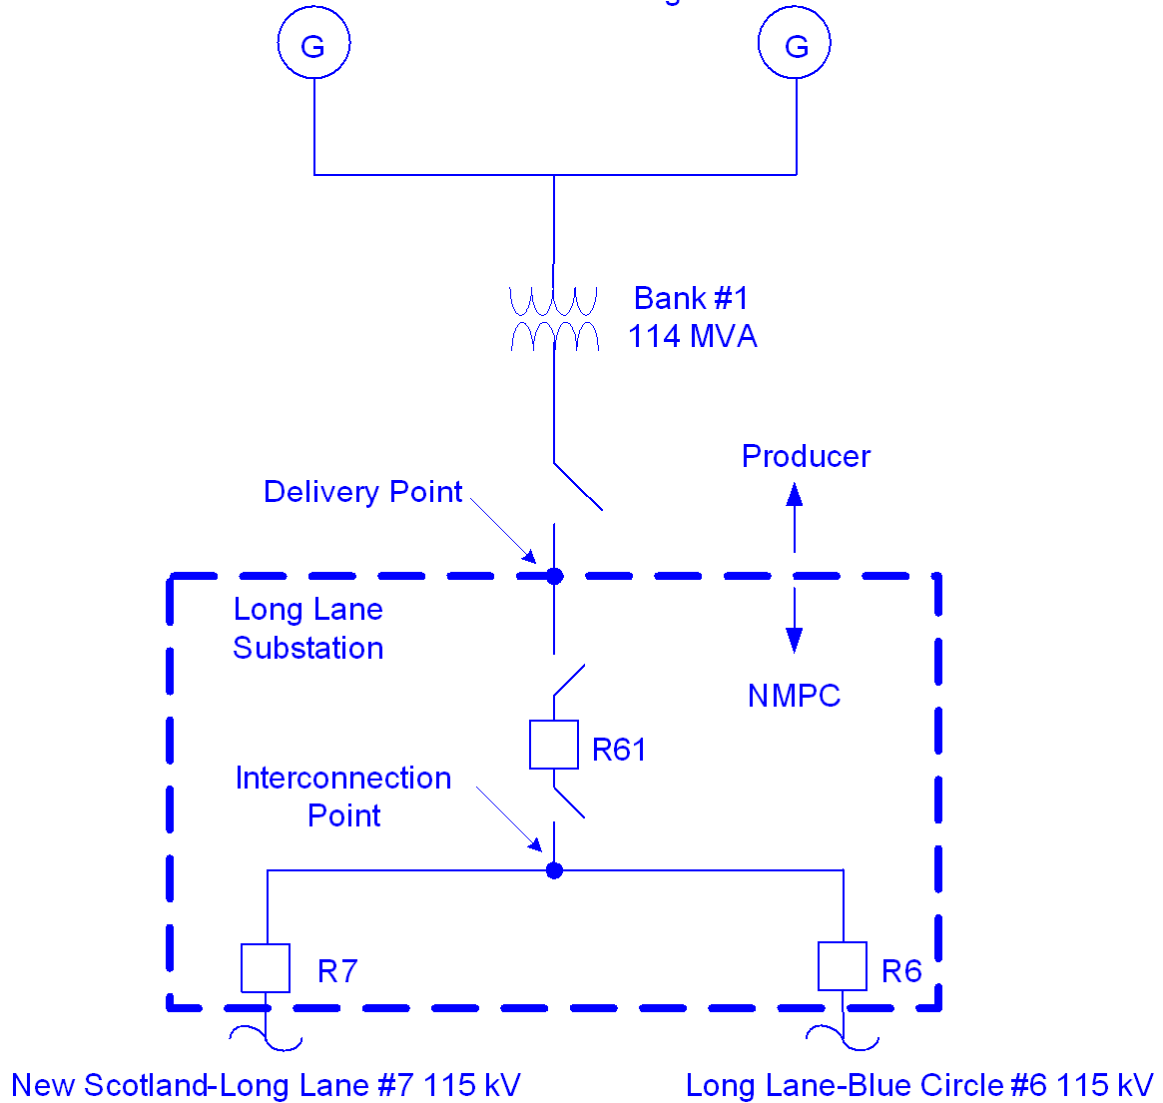 G
G
Bank #1
114 MVA
Producer
Delivery Point
Long Lane
Substation
NMPC
R61
Interconnection
Point
R7
R6
New Scotland-Long Lane #7 115 kV
Long Lane-Blue Circle #6 115 kV